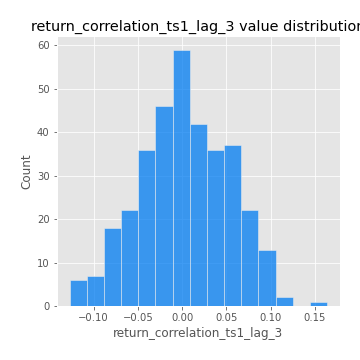 return_correlation_ts1_lag_3 value distribution
60
50
40
30
20
10
0
Count
−0.10 −0.05 0.00 0.05 0.10 0.15
return_correlation_ts1_lag_3